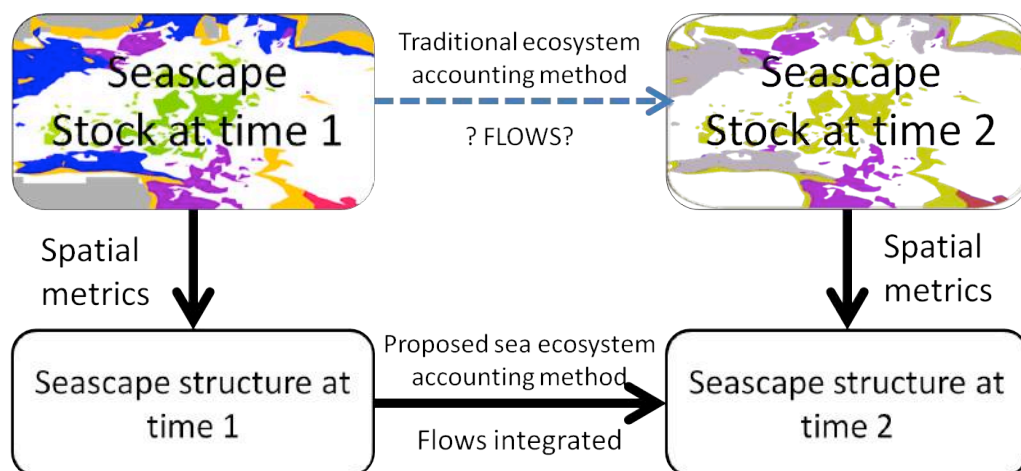 Seascape
Stock at time 1
Traditional ecosystem
accounting method
? FLOWS?
Seascape
Stock at time 2
Spatial
metrics
Spatial
metrics
Seascape structure at
time 1
Proposed sea ecosystem
accounting method
Flows integrated
Seascape structure at
time 2